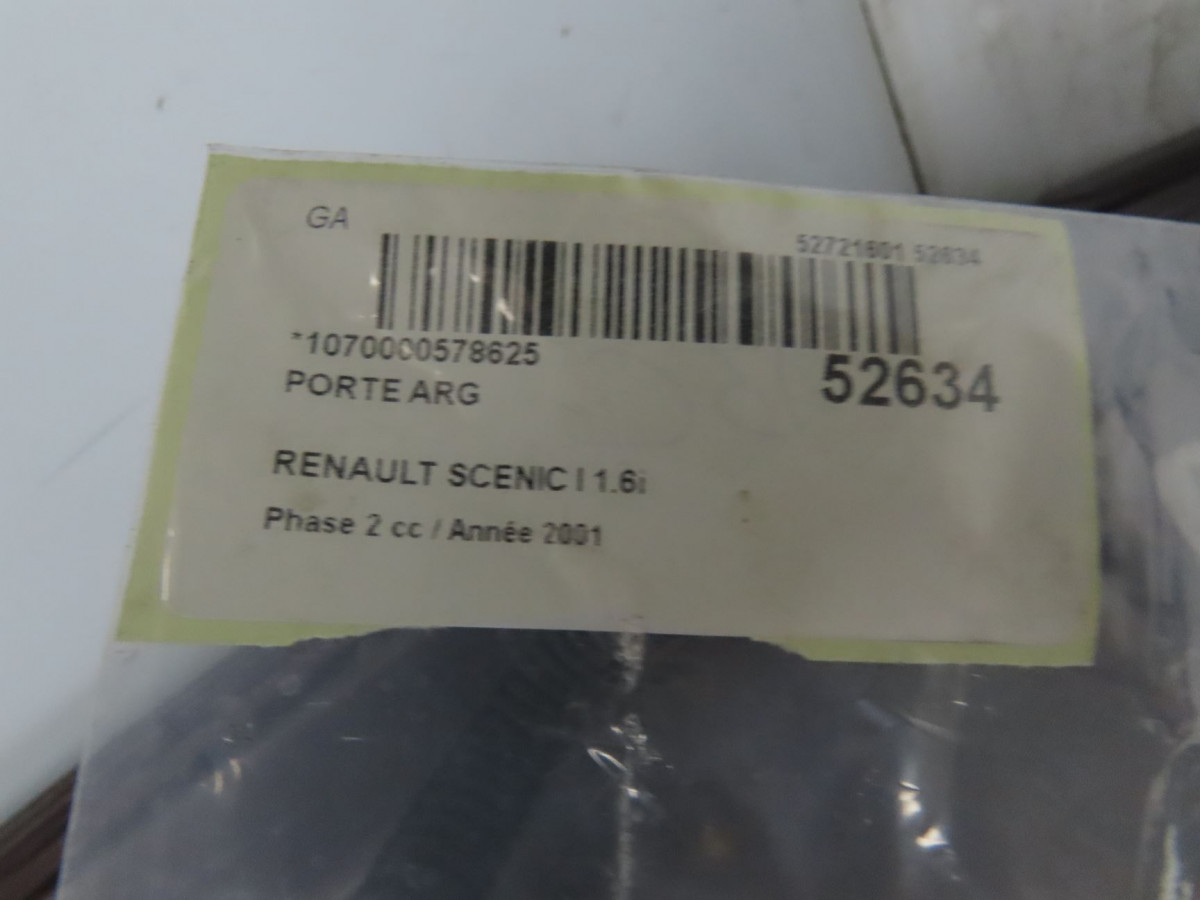 GA
52721601 52634
*1070000578625
52634
PORTE ARG
RENAULT SCENIC I 1.6i
Phase 2 cc / Année 2001